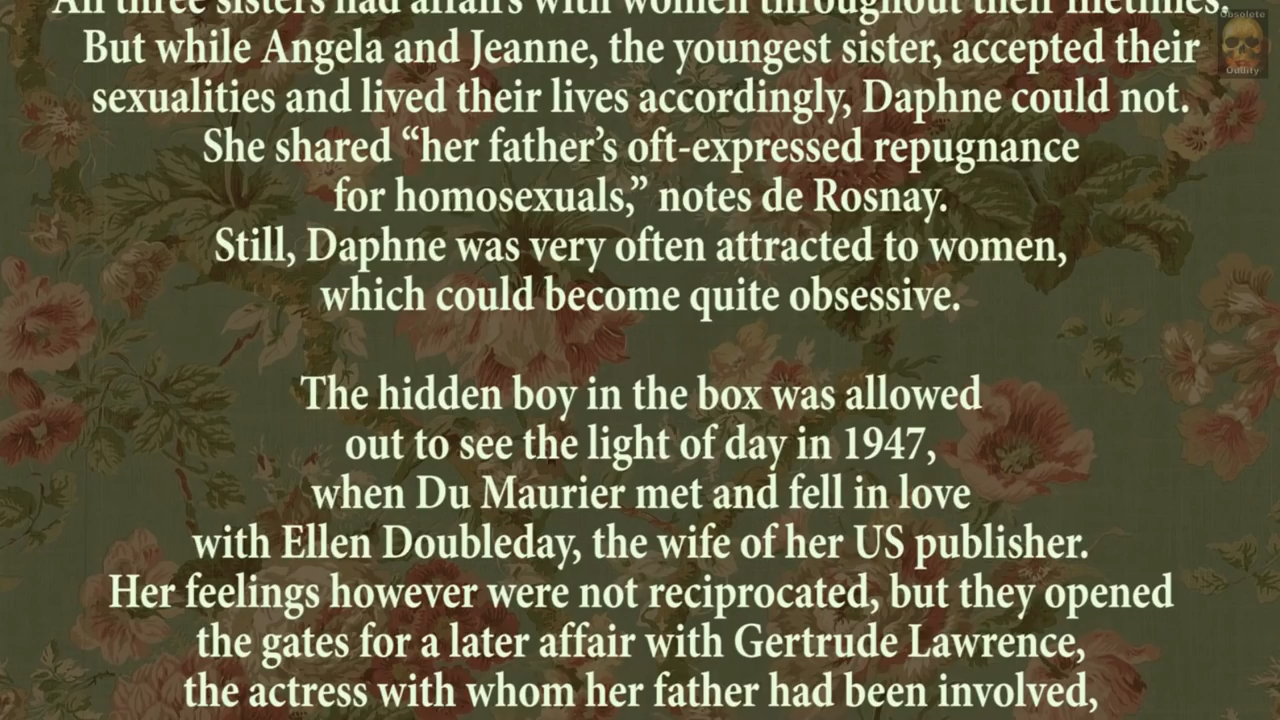 All three sisters had affairs with women throughout their lifetimes.
But while Angela and Jeanne, the youngest sister, accepted their
sexualities and lived their lives accordingly, Daphne could not.
She shared “her father’s oft-expressed repugnance
for homosexuals,” notes de Rosnay.
Still, Daphne was very often attracted to women,
which could become quite obsessive.
The hidden boy in the box was allowed
out to see the light of day in 1947,
when Du Maurier met and fell in love
with Ellen Doubleday, the wife of her US publisher.
Her feelings however were not reciprocated, but they opened
the gates for a later affair with Gertrude Lawrence,
the actress with whom her father had been involved,
Obsolete
Oddity